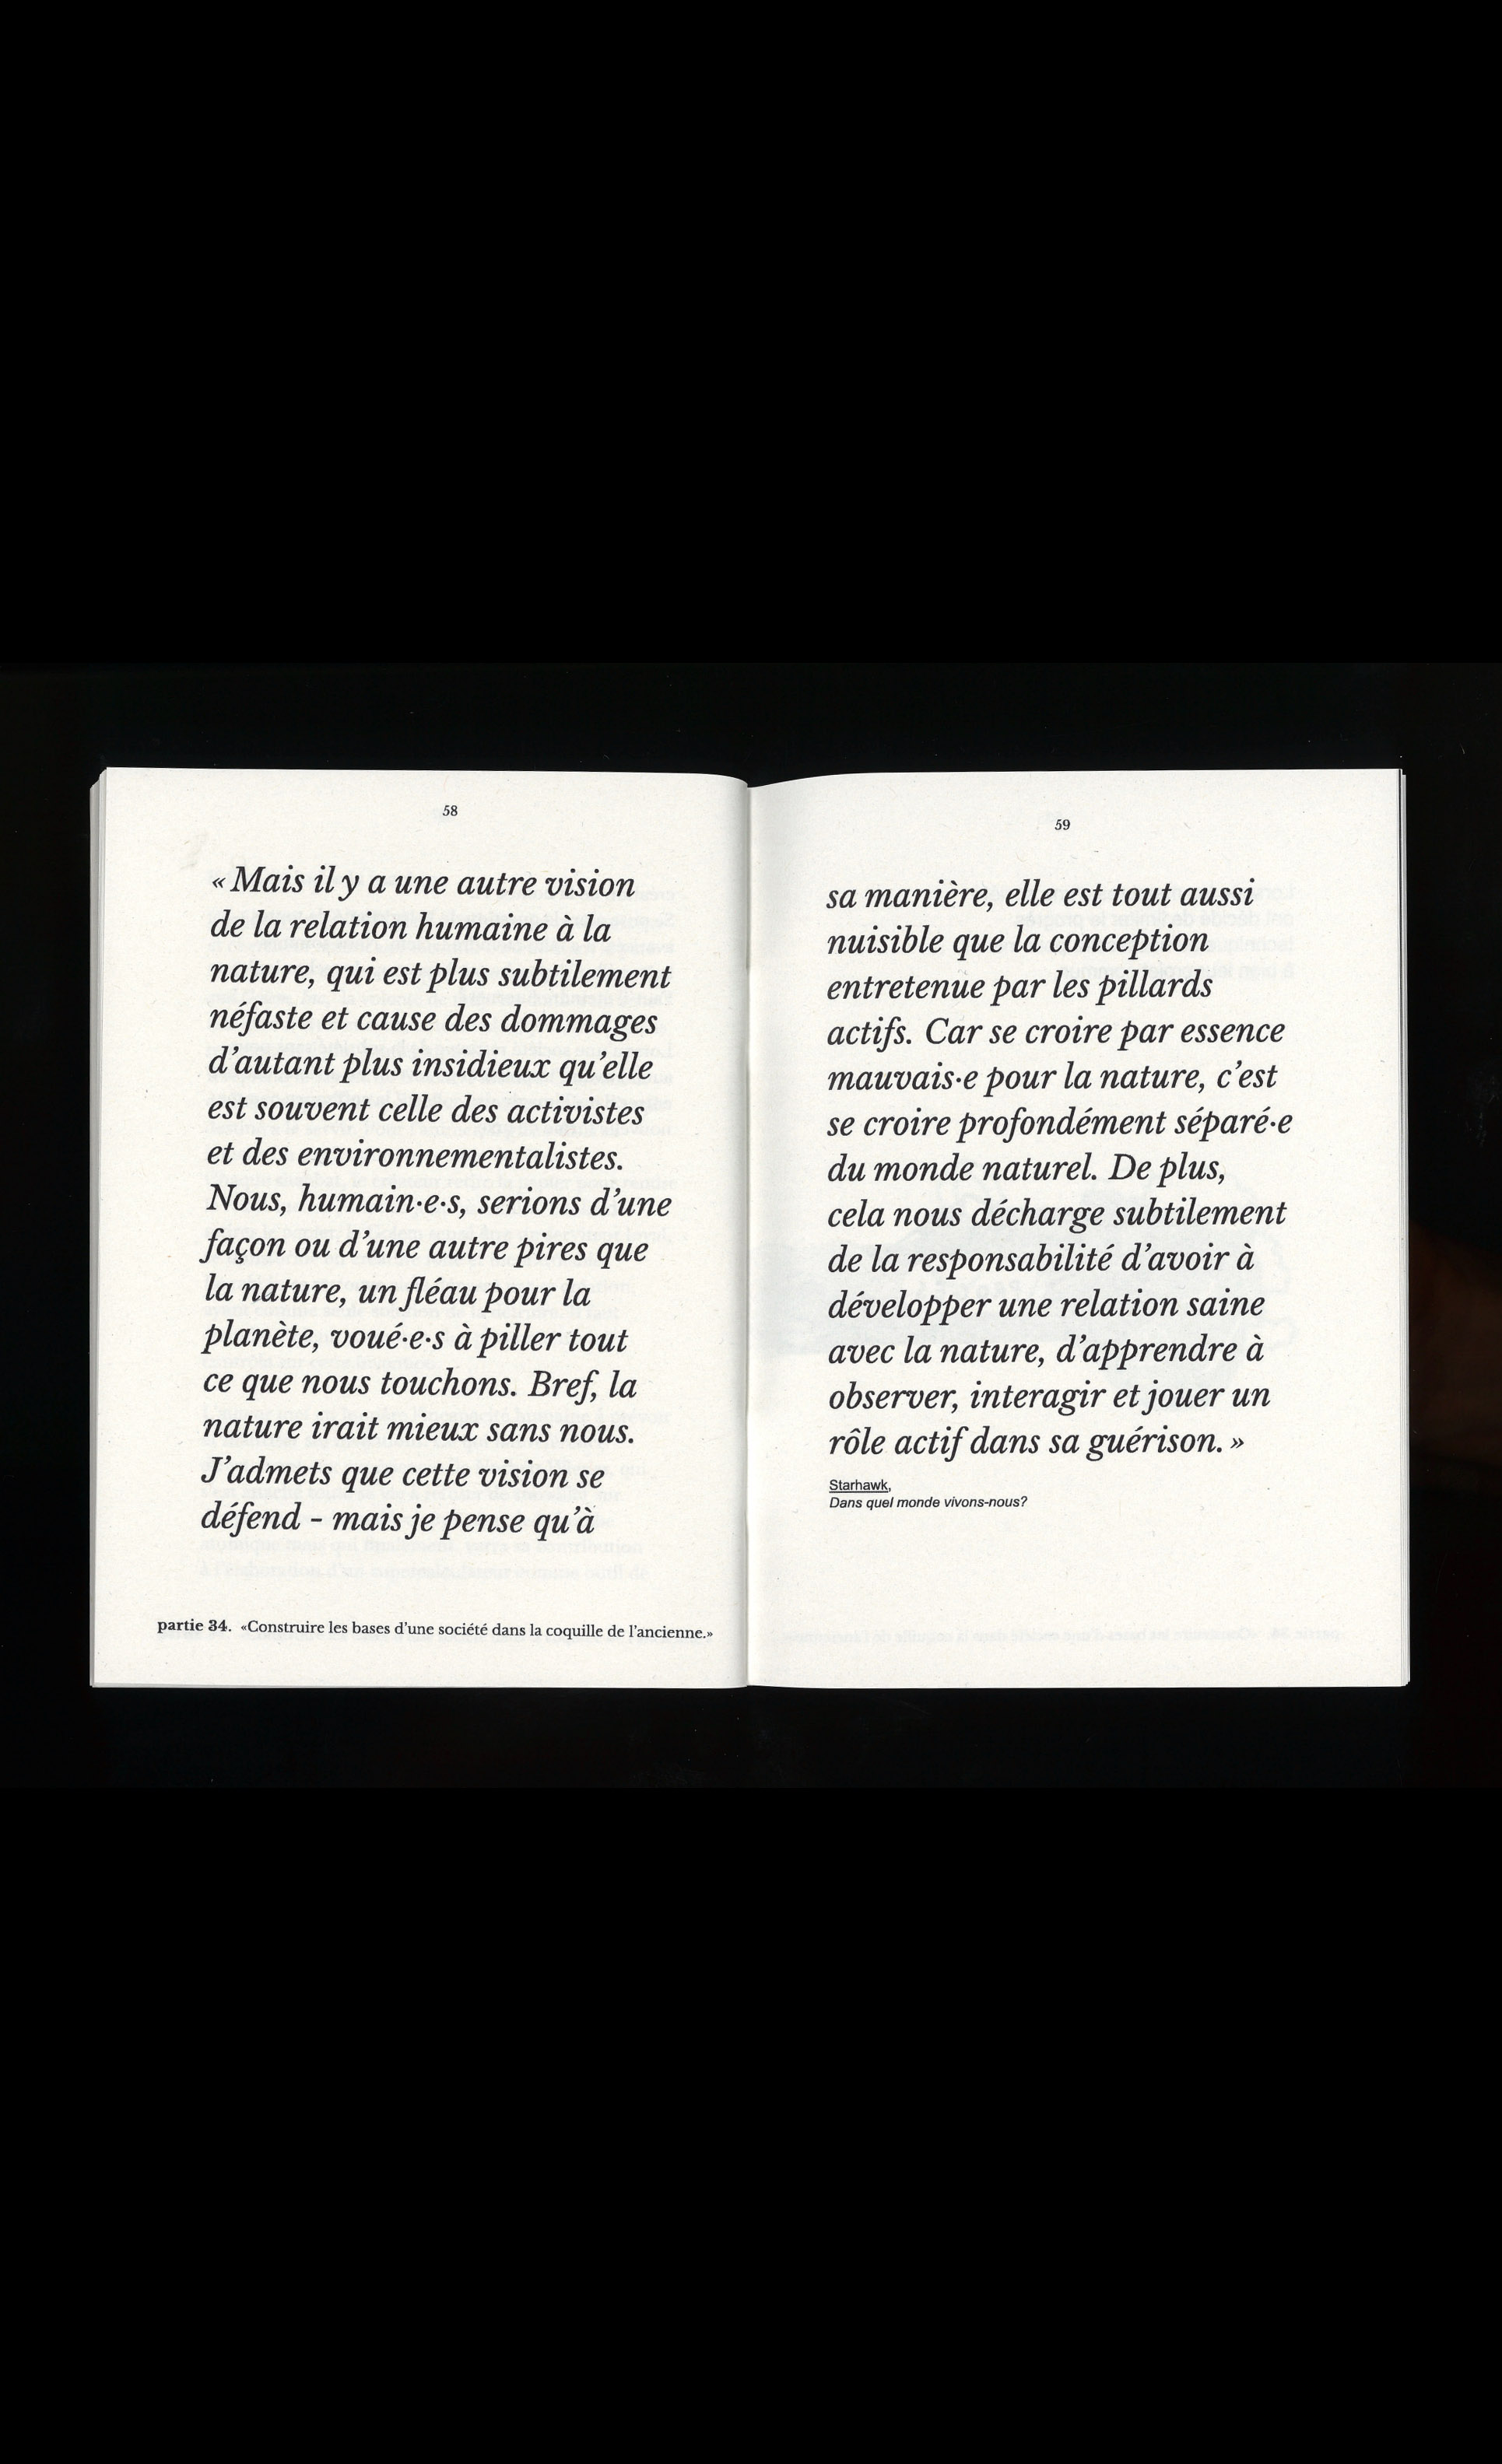 58
« Mais il y a une autre vision
de la relation humaine à la
nature, qui est plus subtilement
néfaste et cause des dommages
d’autant plus insidieux qu’elle
est souvent celle des activistes
et des environnementalistes.
Nous, humain·e·s, serions d’une
façon ou d’une autre pires que
la nature, un fléau pour la
planète, voué·e·s à piller tout
ce que nous touchons. Bref, la
nature irait mieux sans nous.
J’admets que cette vision se
défend - mais je pense qu’à
partie 34. «Construire les bases d’une société dans la coquille de l’ancienne.»
59
sa manière, elle est tout aussi
nuisible que la conception
entretenue par les pillards
actifs. Car se croire par essence
mauvais·e pour la nature, c’est
se croire profondément séparé·e
du monde naturel. De plus,
cela nous décharge subtilement
de la responsabilité d’avoir à
développer une relation saine
avec la nature, d’apprendre à
observer, interagir et jouer un
rôle actif dans sa guérison. »
Starhawk,
Dans quel monde vivons-nous?